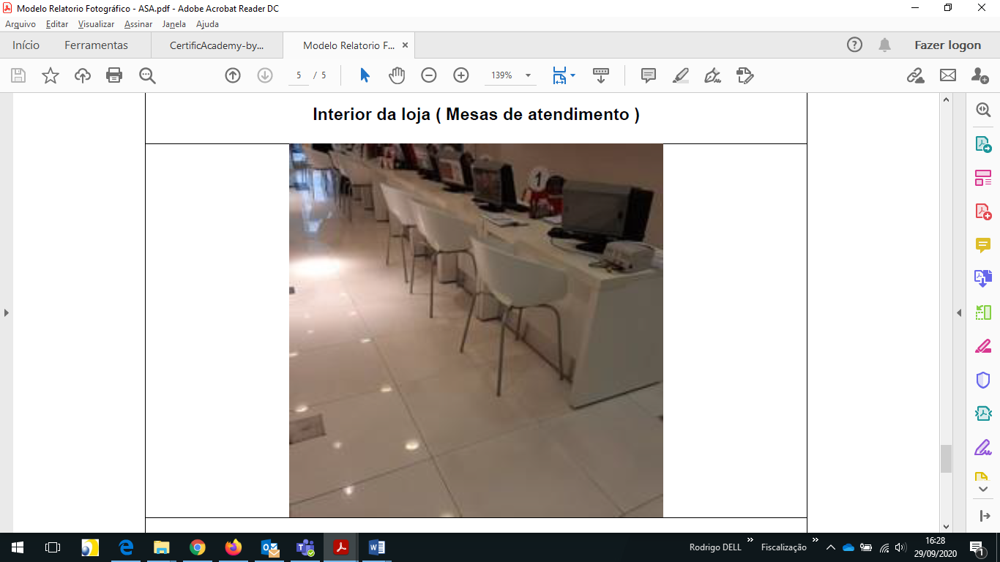 Modelo Relatorio Fotográfico - ASA.pdf - Adobe Acrobat Reader DC
Arquivo Editar Visualizar Assinar Janela Ajuda
Início Ferramentas CertificAcademy-by... Modelo Relatorio F... × Fazer logon
5 / 5 139%
Interior da loja ( Mesas de atendimento )
1
Rodrigo DELL » Fiscalização » 16:28
29/09/2020 1